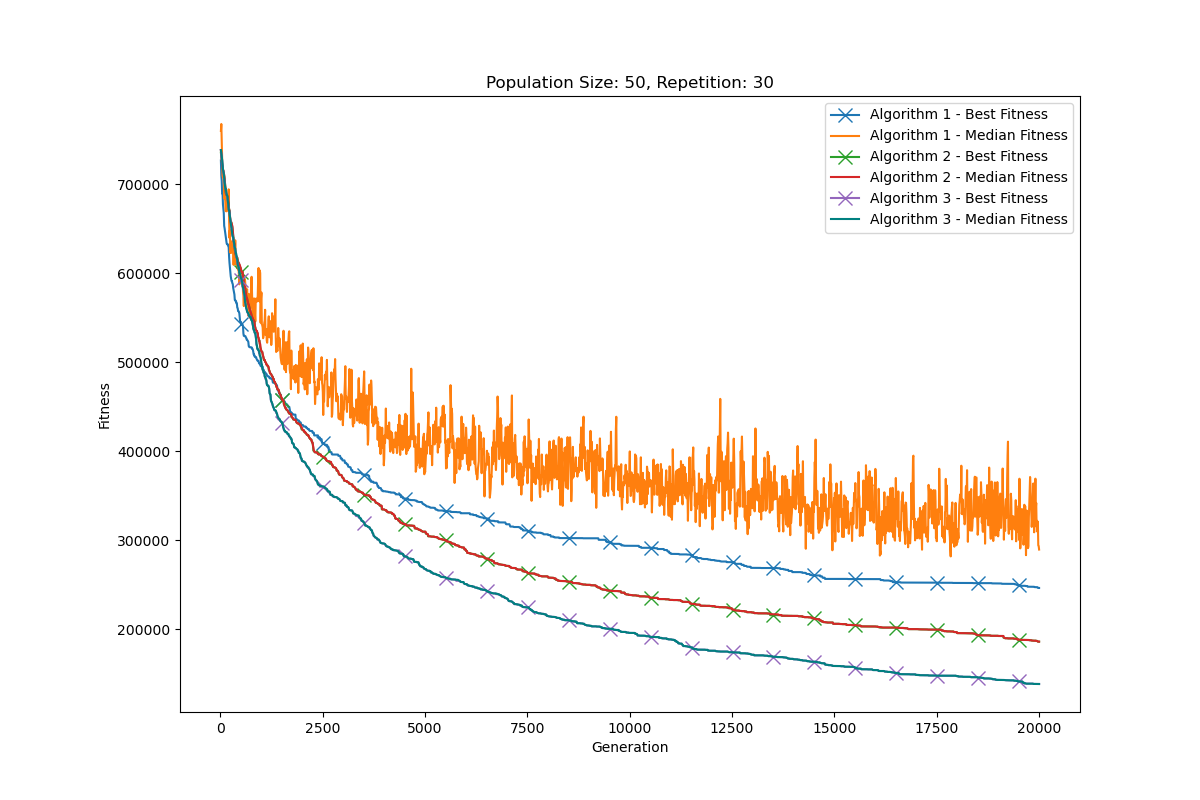 Population Size: 50, Repetition: 30
Algorithm 1 - Best Fitness
Algorithm 1 - Median Fitness
Algorithm 2 - Best Fitness
Algorithm 2 - Median Fitness
Algorithm 3 - Best Fitness
Algorithm 3 - Median Fitness
700000
600000
500000
400000
300000
200000
Fitness
0
2500
5000
7500
10000
12500
15000
17500
20000
Generation